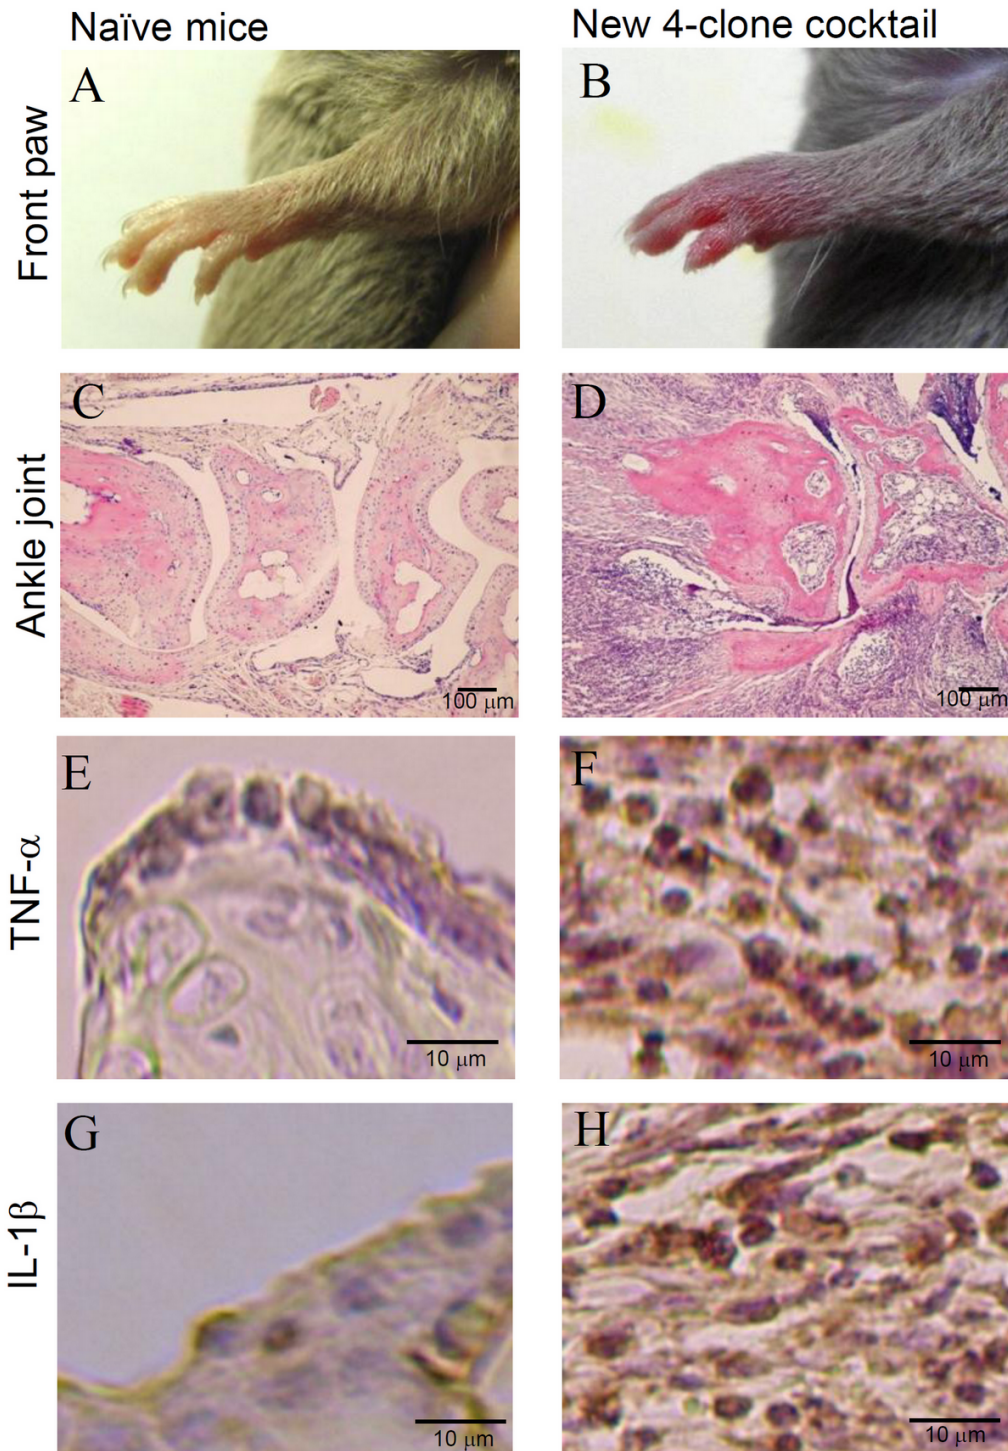 Naïve mice
New 4-clone cocktail
Front paw
A
B
Ankle joint
C
100 μm
D
100 μm
TNF-α
E
10 μm
F
10 μm
IL-1β
G
10 μm
H
10 μm